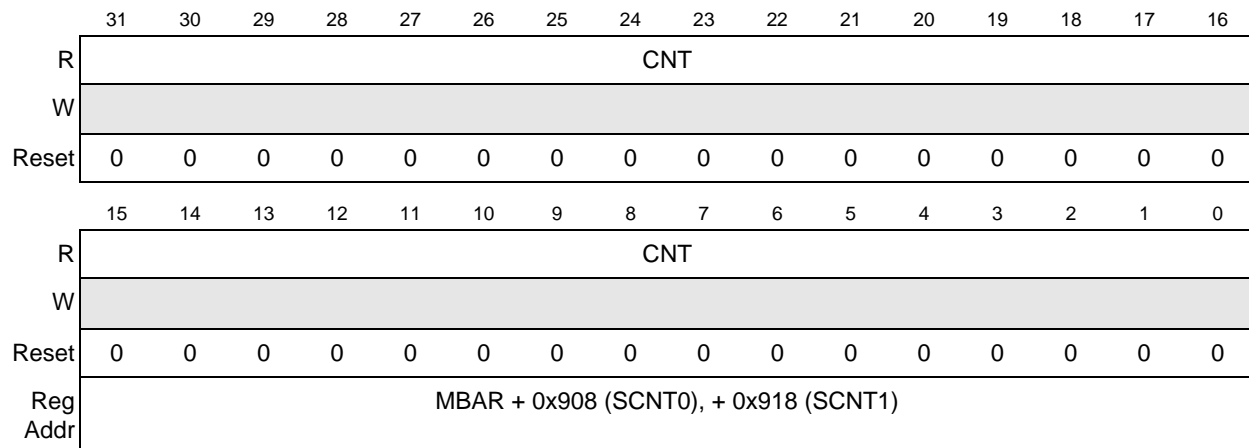 31 30 29 28 27 26 25 24 23 22 21 20 19 18 17 16
R CNT
W
Reset 0 0 0 0 0 0 0 0 0 0 0 0 0 0 0 0
15 14 13 12 11 10 9 8 7 6 5 4 3 2 1 0
R CNT
W
Reset 0 0 0 0 0 0 0 0 0 0 0 0 0 0 0 0
Reg MBAR + 0x908 (SCNT0), + 0x918 (SCNT1)
Addr